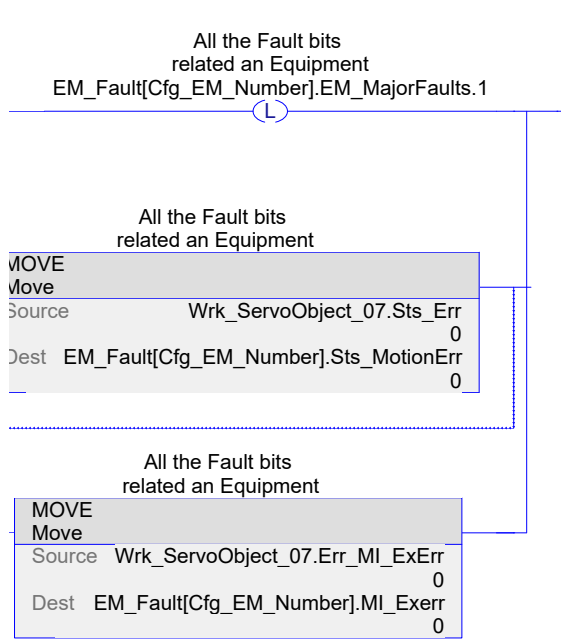 All the Fault bits
related an Equipment
EM_Fault[Cfg_EM_Number].EM_MajorFaults.1
L
All the Fault bits
related an Equipment
MOVE
Move
Source Wrk_ServoObject_07.Sts_Err
0
Dest EM_Fault[Cfg_EM_Number].Sts_MotionErr
0
All the Fault bits
related an Equipment
MOVE
Move
Source Wrk_ServoObject_07.Err_MI_ExErr
0
Dest EM_Fault[Cfg_EM_Number].MI_Exerr
0